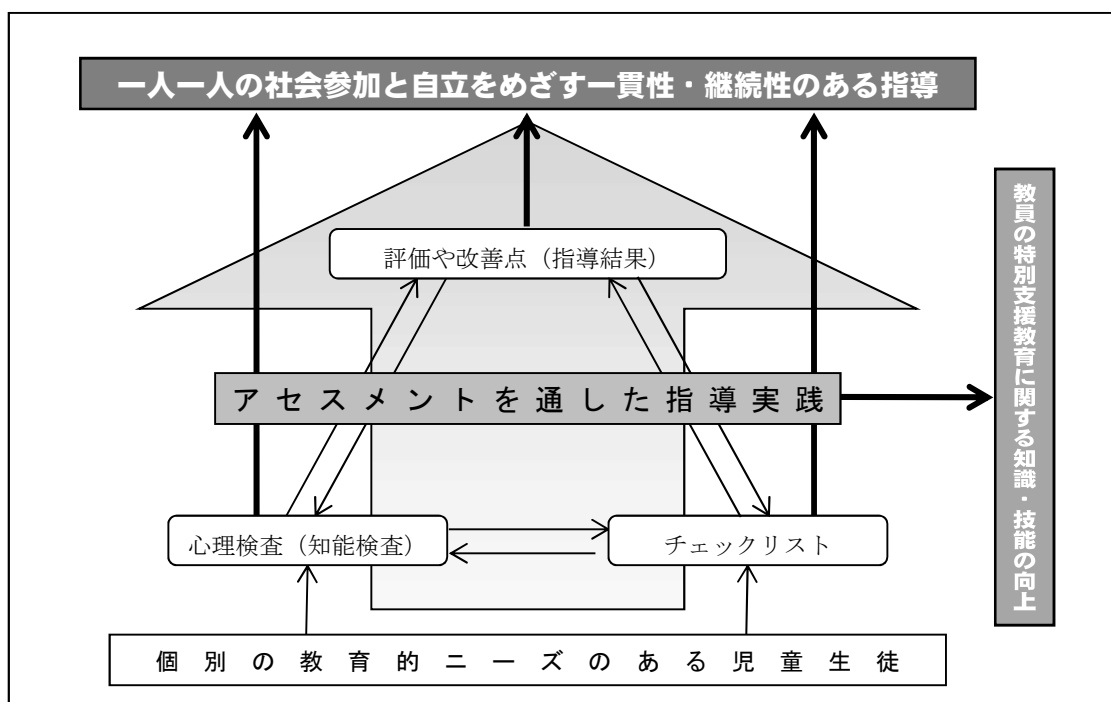 一人一人の社会参加と自立をめざす一貫性・継続性のある指導
評価や改善点（指導結果）
アセスメントを通した指導実践
教員の特別支援教育に関する知識・技能の向上
心理検査（知能検査）
チェックリスト
個別の教育的ニーズのある児童生徒